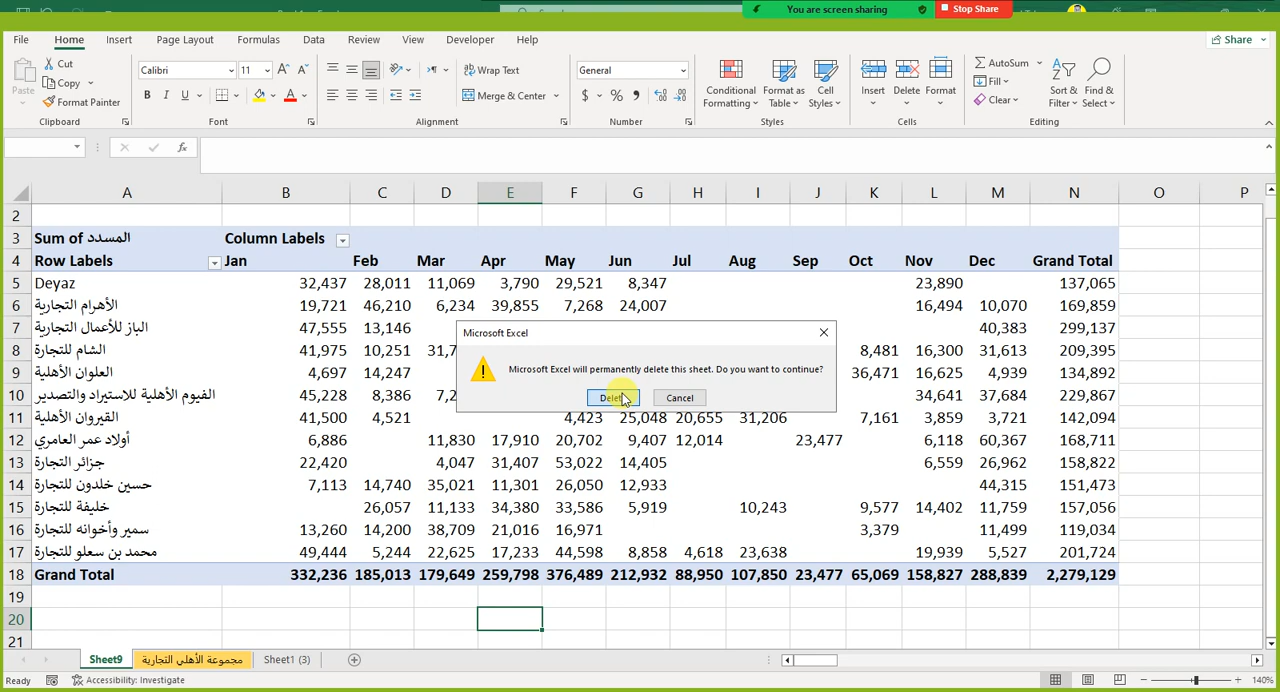 You are screen sharing Stop Share
File Home Insert Page Layout Formulas Data Review View Developer Help Share
Paste Cut Copy Format Painter Clipboard
Calibri 11 B I U A Font
Wrap Text Merge & Center Alignment
General $ % Number
Conditional Formatting Format as Table Cell Styles Styles
Insert Delete Format Cells
AutoSum Fill Clear Sort & Filter Find & Select Editing
fx
A B C D E F G H I J K L M N O P
2
3 Sum of المسدد Column Labels
4 Row Labels Jan Feb Mar Apr May Jun Jul Aug Sep Oct Nov Dec Grand Total
5 Deyaz 32,437 28,011 11,069 3,790 29,521 8,347 23,890 137,065
6 الأهرام التجارية 19,721 46,210 6,234 39,855 7,268 24,007 16,494 10,070 169,859
7 الباز للأعمال التجارية 47,555 13,146 40,383 299,137
8 الشام للتجارة 41,975 10,251 31,7 8,481 16,300 31,613 209,395
9 العلوان الأهلية 4,697 14,247 36,471 16,625 4,939 134,892
10 الفيوم الأهلية للاستيراد والتصدير 45,228 8,386 7,2 34,641 37,684 229,867
11 القيروان الأهلية 41,500 4,521 4,423 25,048 20,655 31,206 7,161 3,859 3,721 142,094
12 أولاد عمر العامري 6,886 11,830 17,910 20,702 9,407 12,014 23,477 6,118 60,367 168,711
13 جزائر التجارة 22,420 4,047 31,407 53,022 14,405 6,559 26,962 158,822
14 حسين خلدون للتجارة 7,113 14,740 35,021 11,301 26,050 12,933 44,315 151,473
15 خليفة للتجارة 26,057 11,133 34,380 33,586 5,919 10,243 9,577 14,402 11,759 157,056
16 سمير وأخوانه للتجارة 13,260 14,200 38,709 21,016 16,971 3,379 11,499 119,034
17 محمد بن سعلو للتجارة 49,444 5,244 22,625 17,233 44,598 8,858 4,618 23,638 19,939 5,527 201,724
18 Grand Total 332,236 185,013 179,649 259,798 376,489 212,932 88,950 107,850 23,477 65,069 158,827 288,839 2,279,129
19
20
21
Microsoft Excel
Microsoft Excel will permanently delete this sheet. Do you want to continue?
Delete Cancel
Sheet9 مجموعة الأهلي التجارية Sheet1 (3)
Ready Accessibility: Investigate 140%